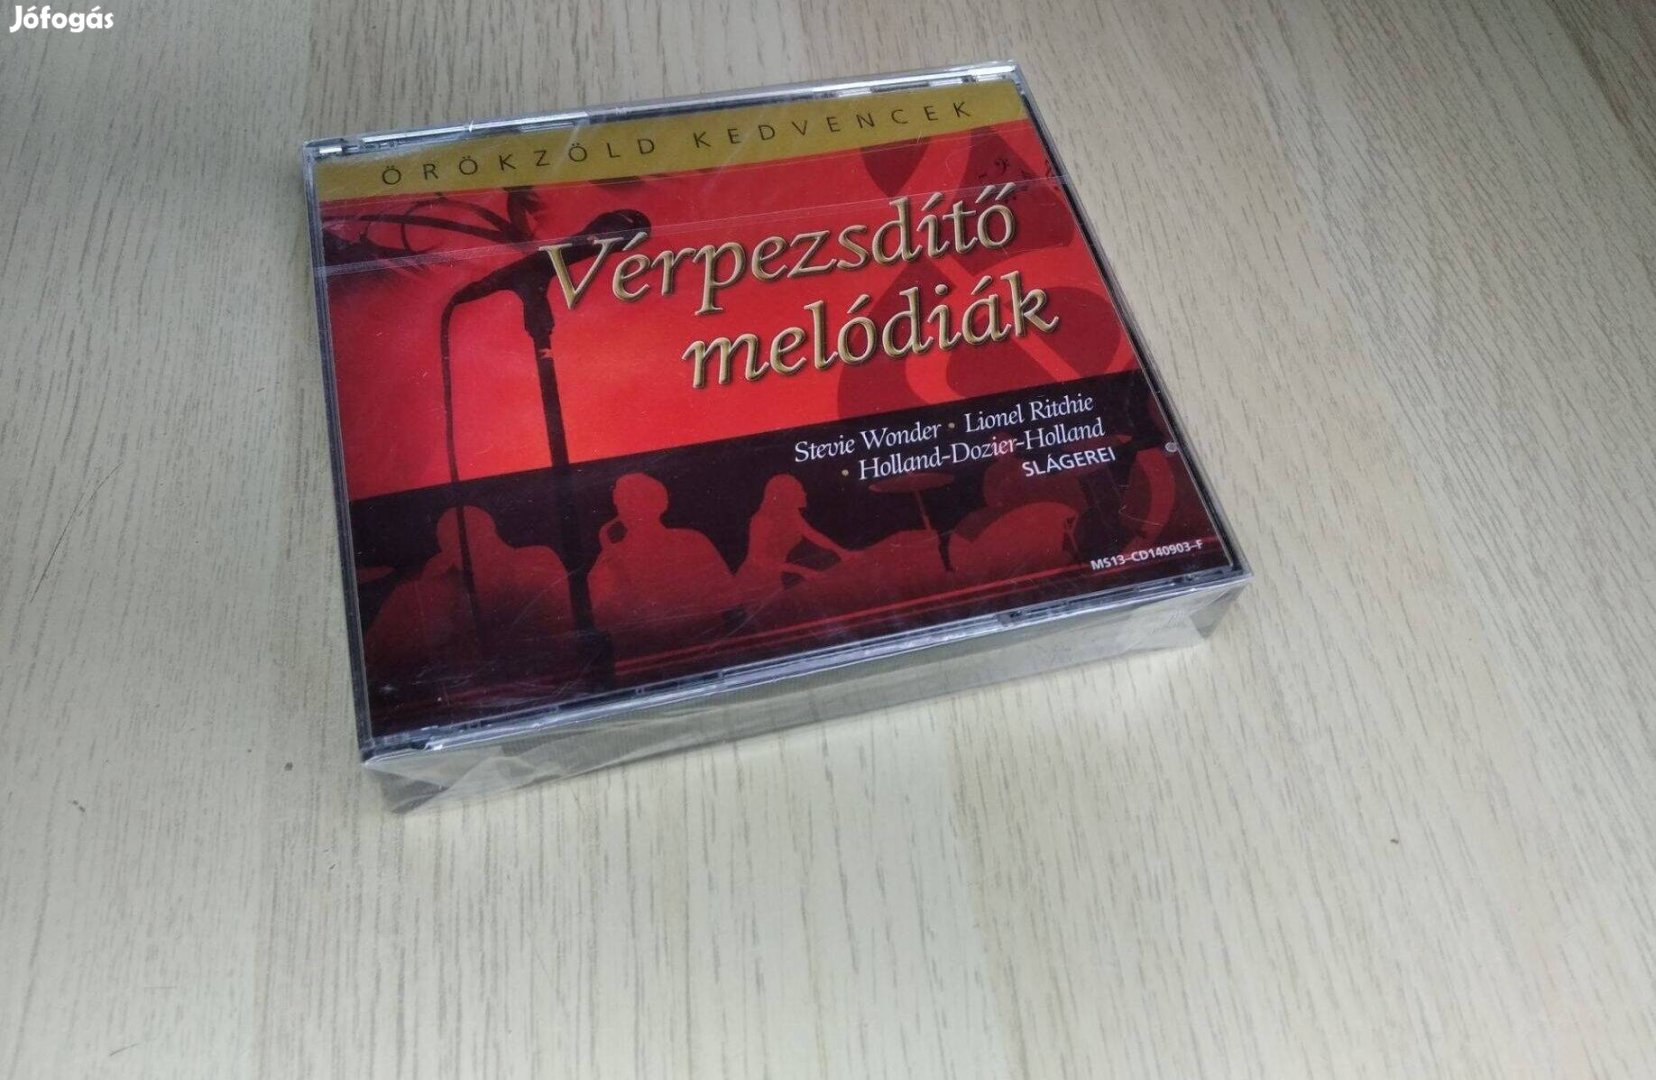 Jófogás
ÖRÖKZÖLD KEDVENCEK
Vérpezsdítő
melódiák
Stevie Wonder • Lionel Ritchie
• Holland-Dozier-Holland
SLÁGEREI
MS13-CD140903-F